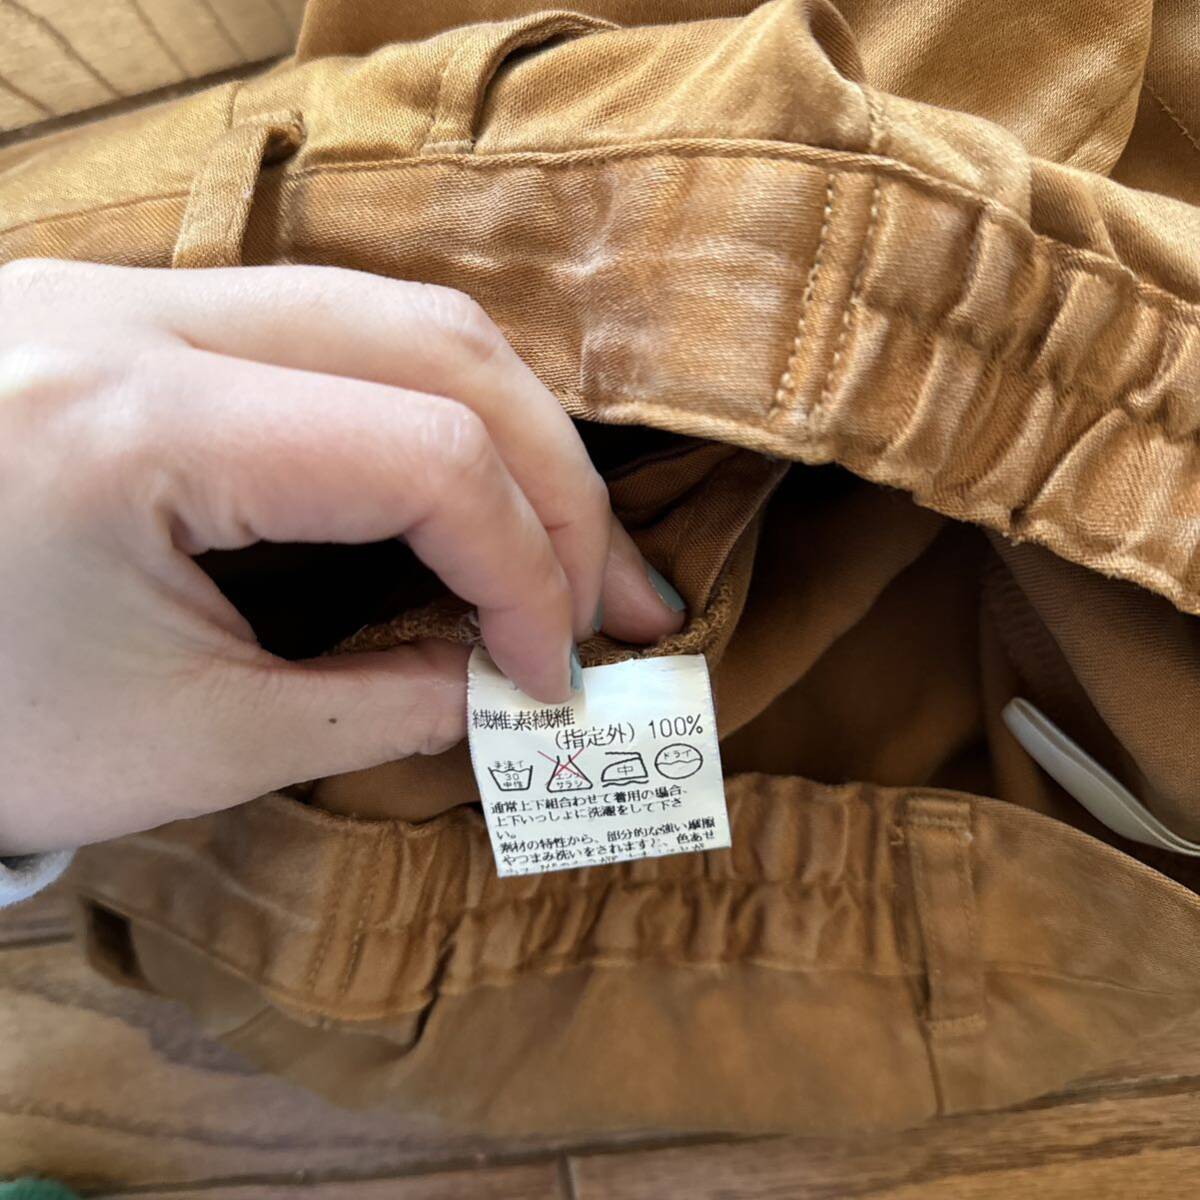 繊維素繊維
(指定外) 100%
手洗イ 30 中性 エンソ サラシ 中 ドライ
通常上下組合わせて着用の場合、
上下いっしょに洗濯をして下さ
い。
素材の特性から、部分的な強い摩擦
やつまみ洗いをされますと、色あせ